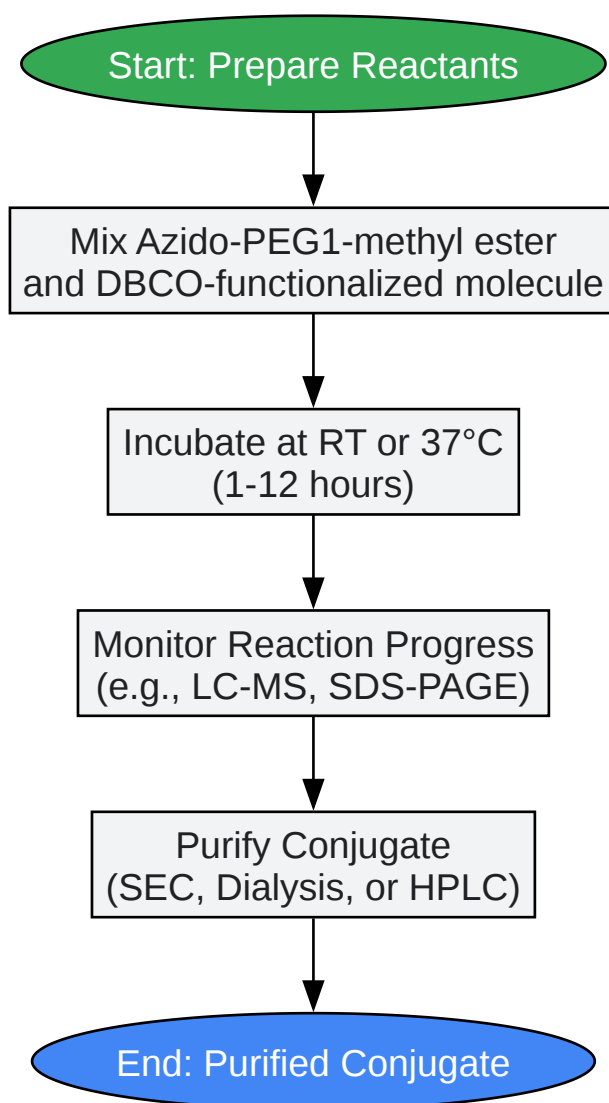 Start: Prepare Reactants
Mix Azido-PEG1-methyl ester
and DBCO-functionalized molecule
Incubate at RT or 37°C
(1-12 hours)
Monitor Reaction Progress
(e.g., LC-MS, SDS-PAGE)
Purify Conjugate
(SEC, Dialysis, or HPLC)
End: Purified Conjugate